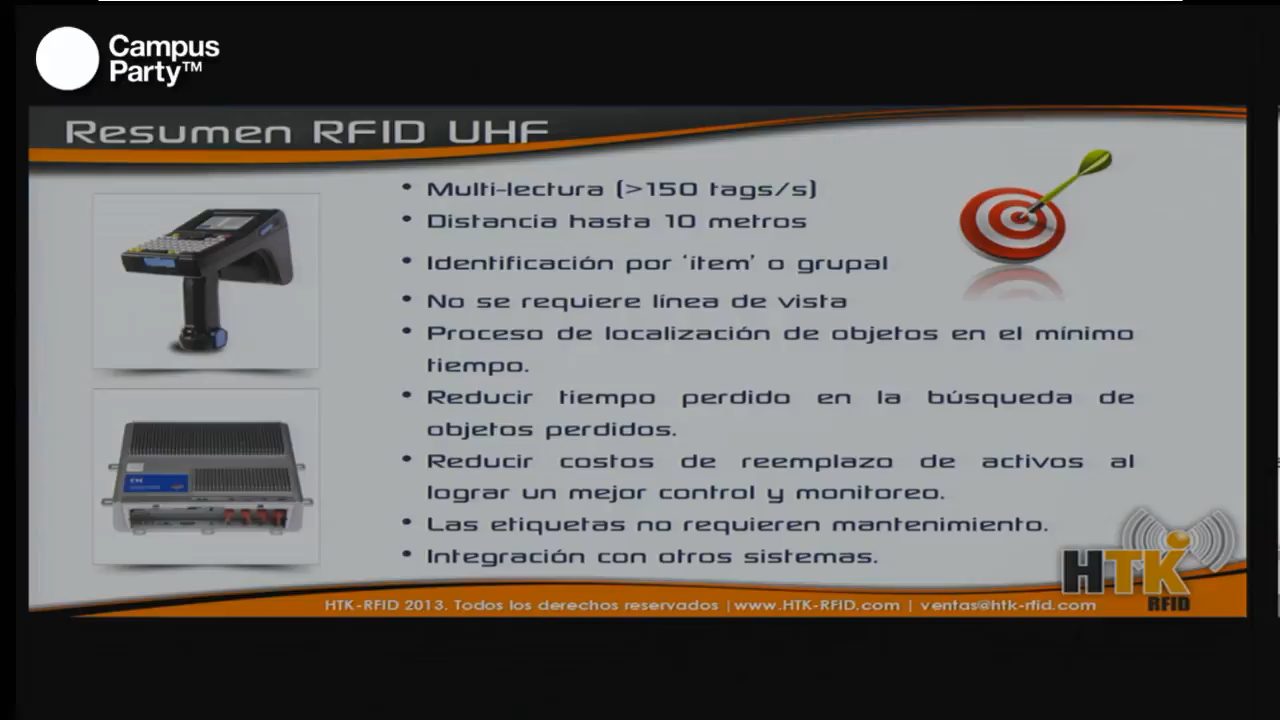 Campus
Party™
Resumen RFID UHF
• Multi-lectura (>150 tags/s)
• Distancia hasta 10 metros
• Identificación por ‘ítem’ o grupal
• No se requiere línea de vista
• Proceso de localización de objetos en el mínimo
tiempo.
• Reducir tiempo perdido en la búsqueda de
objetos perdidos.
• Reducir costos de reemplazo de activos al
lograr un mejor control y monitoreo.
• Las etiquetas no requieren mantenimiento.
• Integración con otros sistemas.
HTK
RFID
HTK-RFID 2013. Todos los derechos reservados |www.HTK-RFID.com | ventas@htk-rfid.com